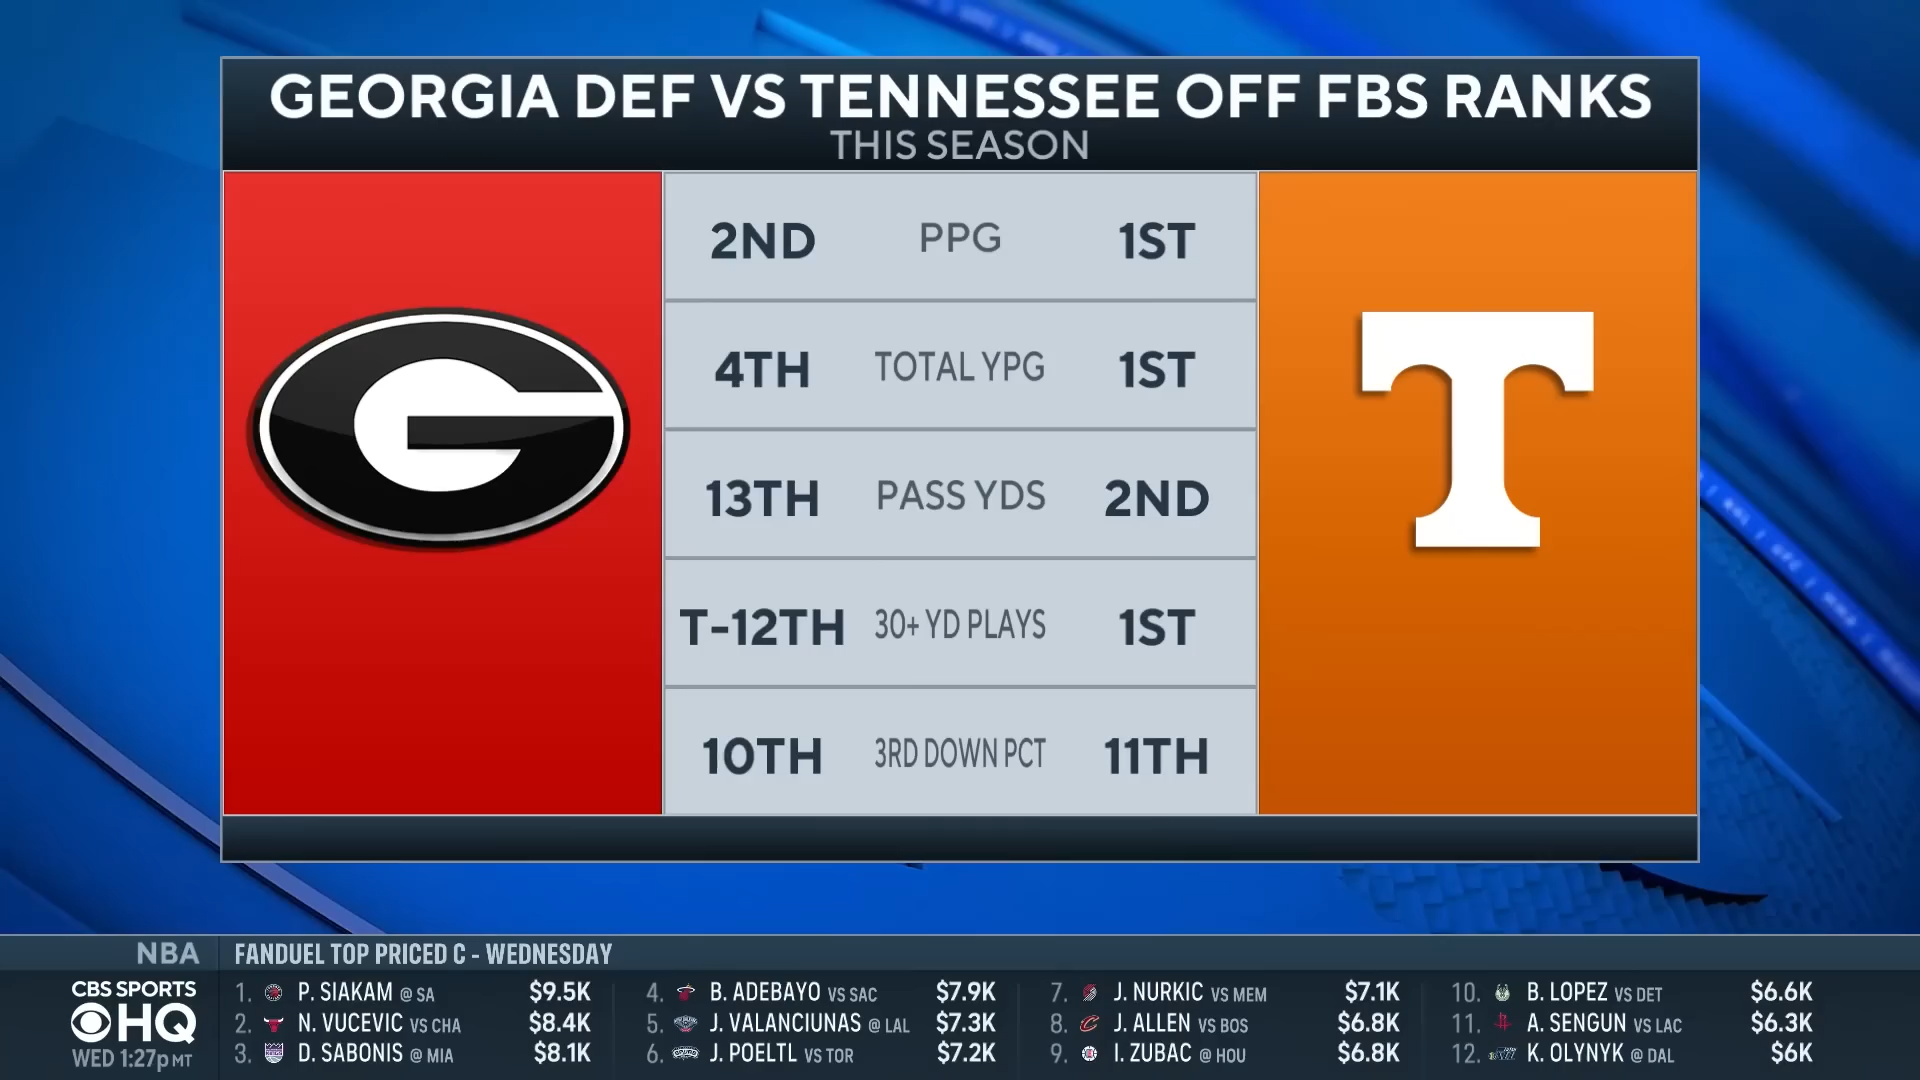 GEORGIA DEF VS TENNESSEE OFF FBS RANKS
THIS SEASON
2ND PPG 1ST
4TH TOTAL YPG 1ST
13TH PASS YDS 2ND
T-12TH 30+ YD PLAYS 1ST
10TH 3RD DOWN PCT 11TH
G
T
NBA FANDUEL TOP PRICED C - WEDNESDAY
CBS SPORTS
HQ
WED 1:27p MT
1. P. SIAKAM @ SA $9.5K
2. N. VUCEVIC VS CHA $8.4K
3. D. SABONIS @ MIA $8.1K
4. B. ADEBAYO VS SAC $7.9K
5. J. VALANCIUNAS @ LAL $7.3K
6. J. POELTL VS TOR $7.2K
7. J. NURKIC VS MEM $7.1K
8. J. ALLEN VS BOS $6.8K
9. I. ZUBAC @ HOU $6.8K
10. B. LOPEZ VS DET $6.6K
11. A. SENGUN VS LAC $6.3K
12. K. OLYNYK @ DAL $6K